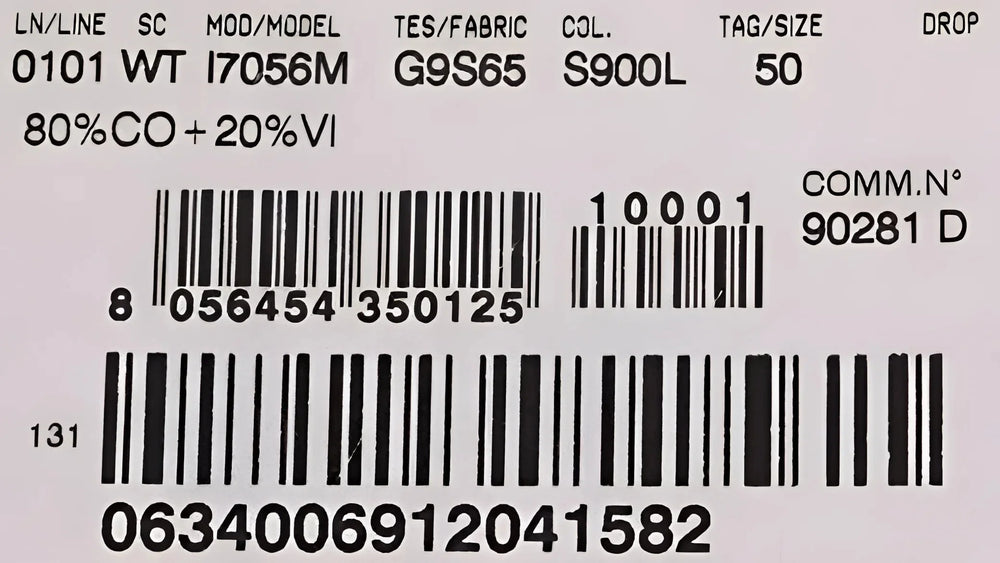 LN/LINE SC MOD/MODEL TES/FABRIC COL. TAG/SIZE DROP
0101 WT I7056M G9S65 S900L 50
80%CO+20%VI
COMM.N°
90281 D
10001
8 056454 350125
131
0634006912041582